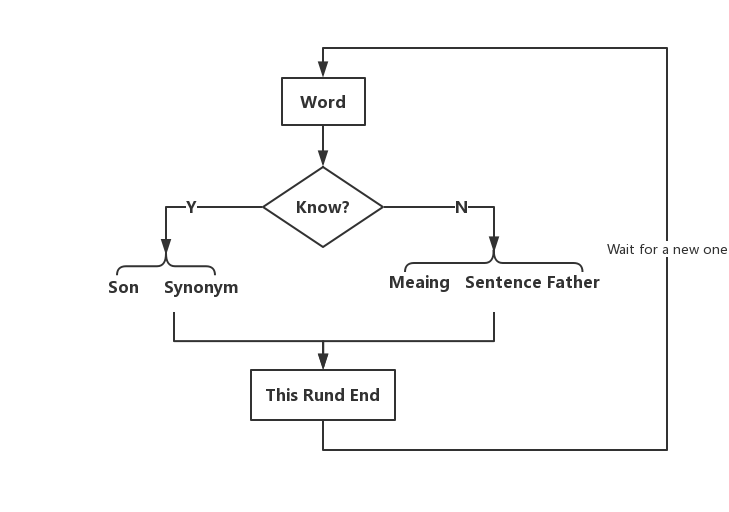 Word
Know?
Y
N
Wait for a new one
Son Synonym
Meaing Sentence Father
This Rund End